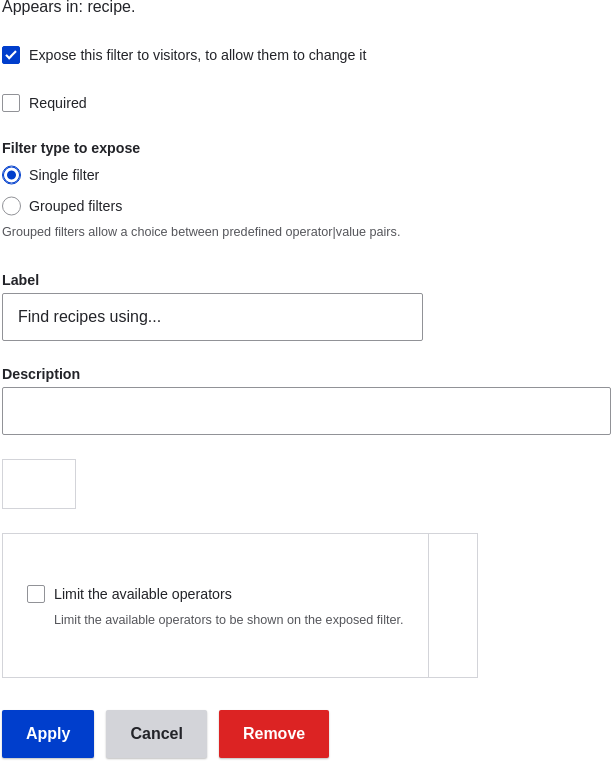 Appears in: recipe.
Expose this filter to visitors, to allow them to change it
Required
Filter type to expose
Single filter
Grouped filters
Grouped filters allow a choice between predefined operator|value pairs.
Label
Find recipes using...
Description
Limit the available operators
Limit the available operators to be shown on the exposed filter.
Apply
Cancel
Remove